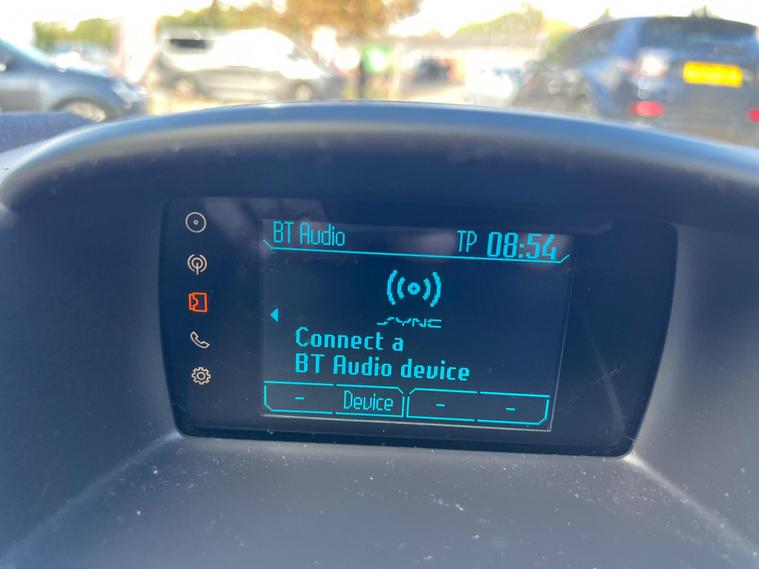 BT Audio
TP 08:54
SYNC
Connect a
BT Audio device
- Device - -